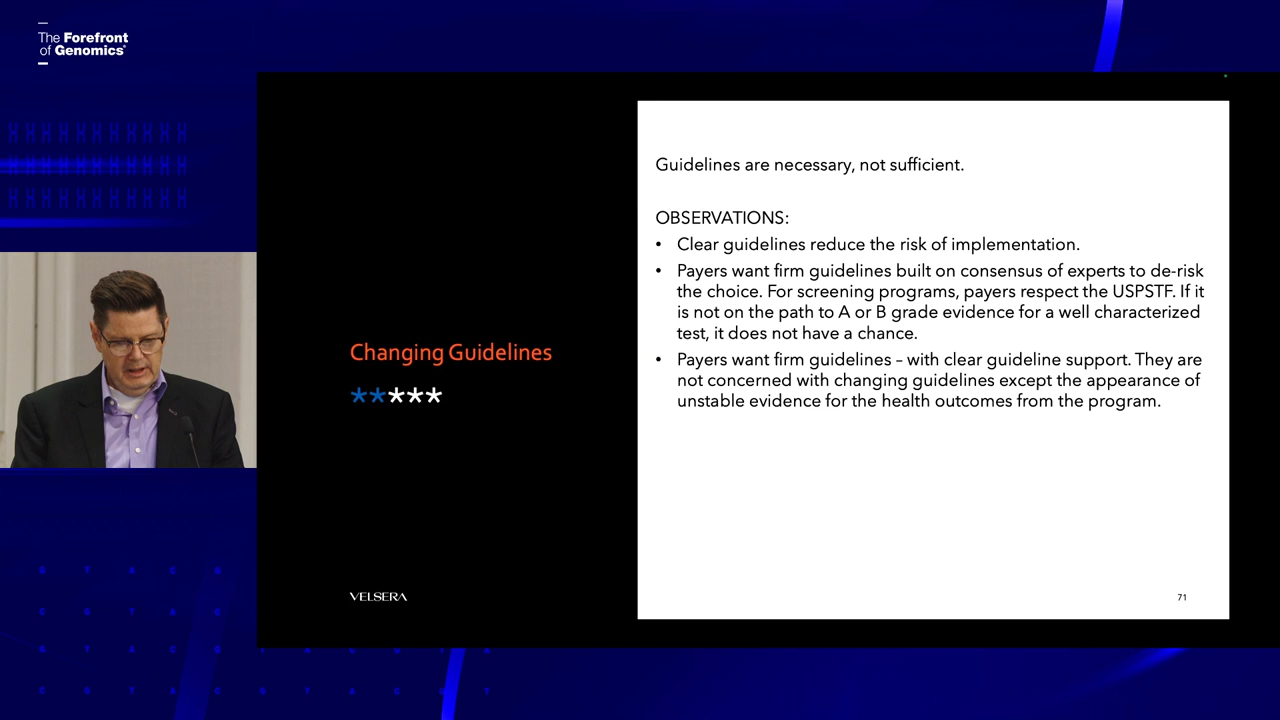 The Forefront
of Genomics®
Changing Guidelines
*****
VELSERA
Guidelines are necessary, not sufficient.
OBSERVATIONS:
• Clear guidelines reduce the risk of implementation.
• Payers want firm guidelines built on consensus of experts to de-risk
the choice. For screening programs, payers respect the USPSTF. If it
is not on the path to A or B grade evidence for a well characterized
test, it does not have a chance.
• Payers want firm guidelines – with clear guideline support. They are
not concerned with changing guidelines except the appearance of
unstable evidence for the health outcomes from the program.
71